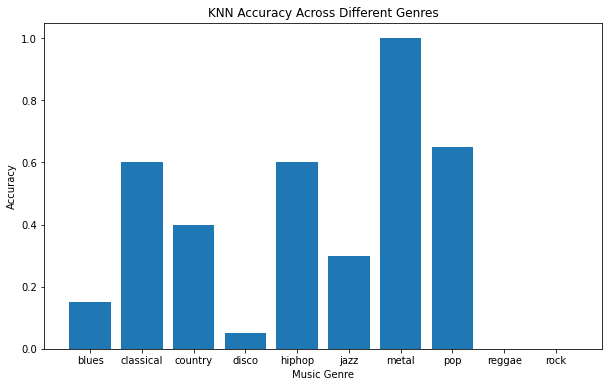 KNN Accuracy Across Different Genres
1.0
0.8
0.6
0.4
0.2
0.0
Accuracy
blues classical country disco hiphop jazz metal pop reggae rock
Music Genre